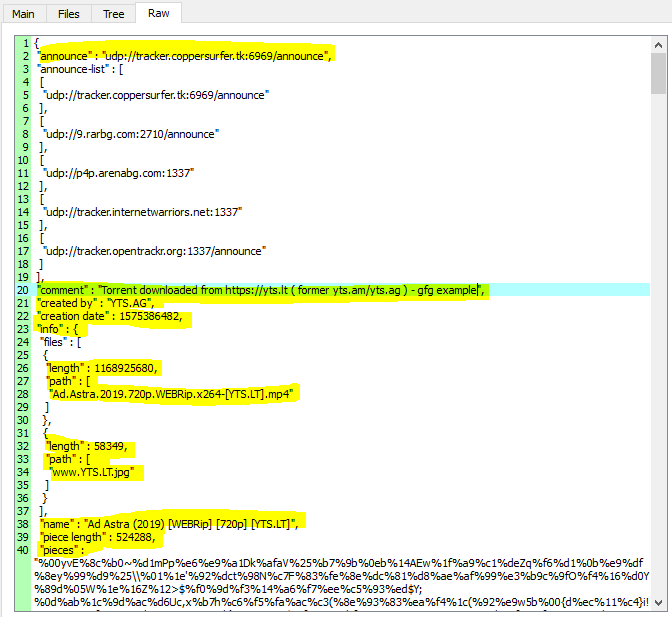 Main Files Tree Raw
1 {
2 "announce" : "udp://tracker.coppersurfer.tk:6969/announce",
3 "announce-list" : [
4 [
5 "udp://tracker.coppersurfer.tk:6969/announce"
6 ],
7 [
8 "udp://9.rarbg.com:2710/announce"
9 ],
10 [
11 "udp://p4p.arenabg.com:1337"
12 ],
13 [
14 "udp://tracker.internetwarriors.net:1337"
15 ],
16 [
17 "udp://tracker.opentrackr.org:1337/announce"
18 ]
19 ],
20 "comment" : "Torrent downloaded from https://yts.lt ( former yts.am/yts.ag ) - gfg example",
21 "created by" : "YTS.AG",
22 "creation date" : 1575386482,
23 "info" : {
24 "files" : [
25 {
26 "length" : 1168925680,
27 "path" : [
28 "Ad.Astra.2019.720p.WEBRip.x264-[YTS.LT].mp4"
29 ]
30 },
31 {
32 "length" : 58349,
33 "path" : [
34 "www.YTS.LT.jpg"
35 ]
36 }
37 ],
38 "name" : "Ad Astra (2019) [WEBRip] [720p] [YTS.LT]",
39 "piece length" : 524288,
40 "pieces" :
"%00yvE%8c%b0~%d1mPp%e6%e9%a1Dk%afaV%25%b7%9b%0eb%14AEw%1f%a9%c1%deZq%f6%d1%0b%e9%df
%8ey%99%d9%25\\%01%1e'%92%dct%98N%c7F%83%fe%8e%dc%81%d8%ae%af%99%e3%b9c%9fO%f4%16%d0Y
%89d%05W%1e%16Z%12>$%f0%9d%f3%14%a6%f7%ee%c5%93%ed$Y;
%0d%ab%1c%9d%ac%d6Uc,x%b7h%c6%f5%fa%ac%c3(%8e%93%83%ea%f4%1c(%92%e9w5b%00{d%ec%11%c4}i!